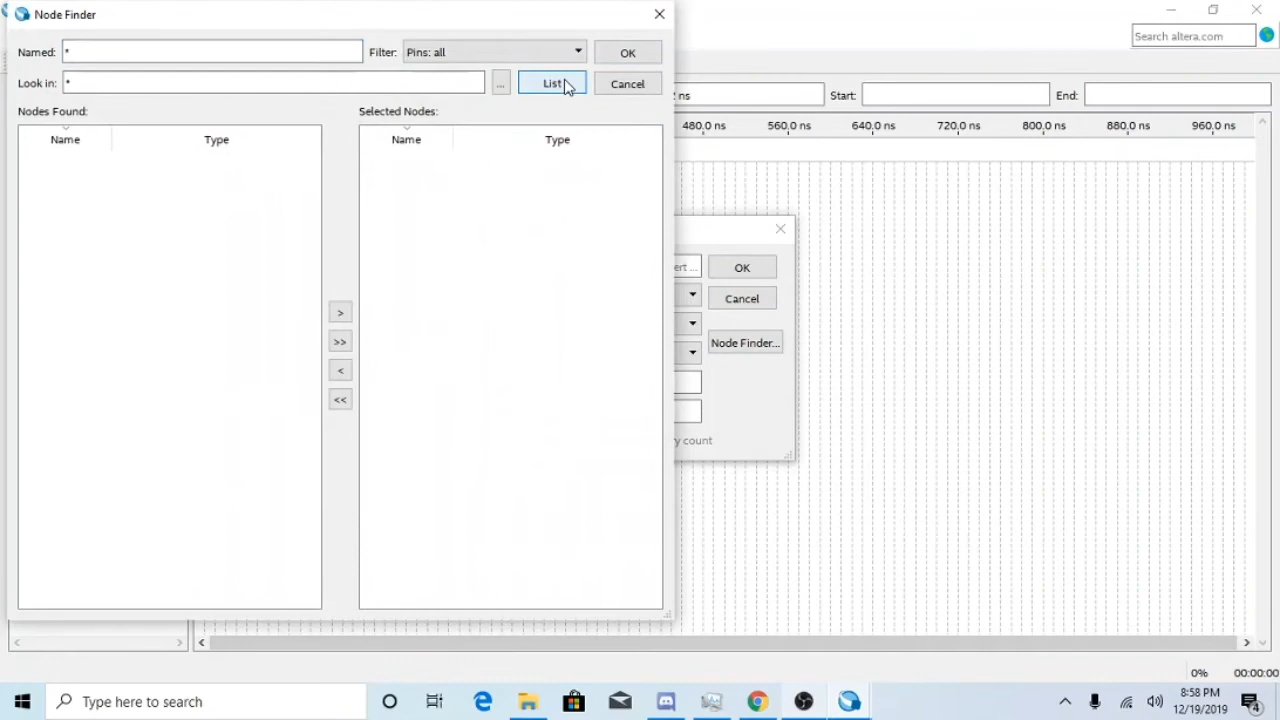 Node Finder
Named: *
Filter: Pins: all
OK
Look in: *
...
List
Cancel
Nodes Found:
Selected Nodes:
Name Type
Name Type
>
>>
<
<<
Search altera.com
ns
Start:
End:
480.0 ns 560.0 ns 640.0 ns 720.0 ns 800.0 ns 880.0 ns 960.0 ns
OK
Cancel
Node Finder...
count
0% 00:00:00
Type here to search
8:58 PM
12/19/2019
4